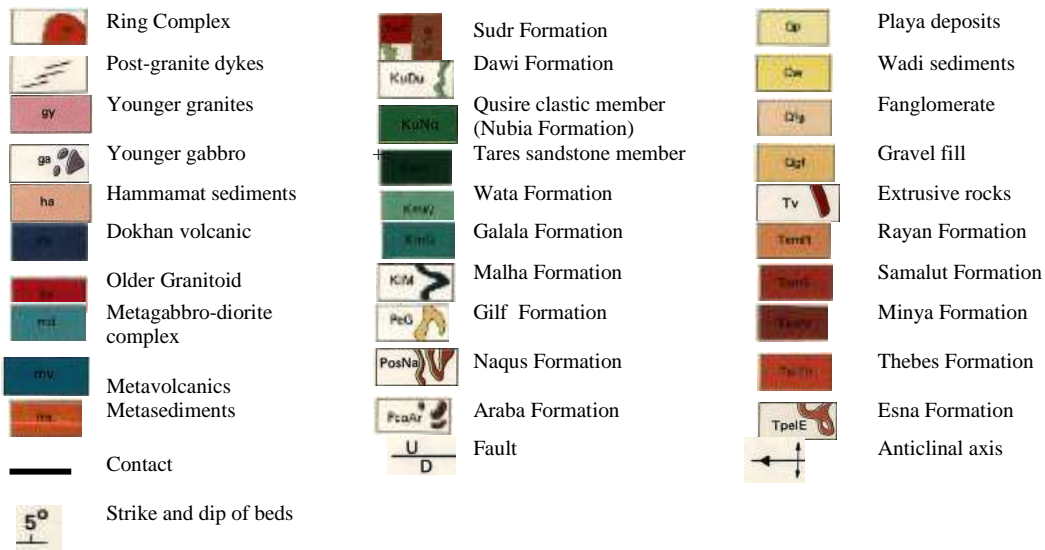 Ring Complex
Post-granite dykes
gy Younger granites
ga Younger gabbro
ha Hammamat sediments
Dokhan volcanic
Older Granitoid
md Metagabbro-diorite
complex
mv
Metavolcanics
Metasediments
Contact
5° Strike and dip of beds
Sudr Formation
KuDu Dawi Formation
KuNq Qusire clastic member
(Nubia Formation)
Tares sandstone member
Wata Formation
KmG Galala Formation
KlM Malha Formation
PeG Gilf Formation
PosNa Naqus Formation
Araba Formation
U
D
Fault
Qp Playa deposits
Qw Wadi sediments
Fanglomerate
Qgf Gravel fill
Tv Extrusive rocks
Rayan Formation
Samalut Formation
Minya Formation
Thebes Formation
TpelE Esna Formation
Anticlinal axis